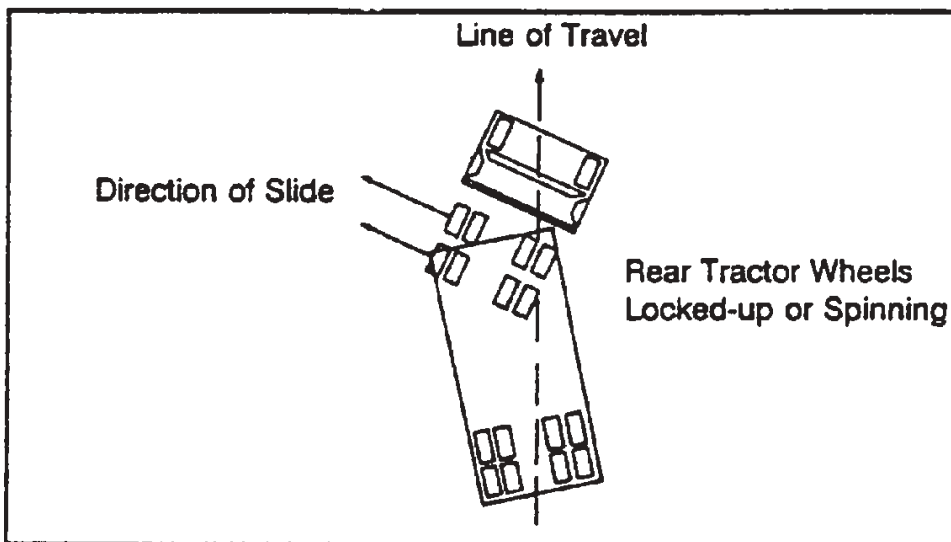 Line of Travel
Direction of Slide
Rear Tractor Wheels
Locked-up or Spinning